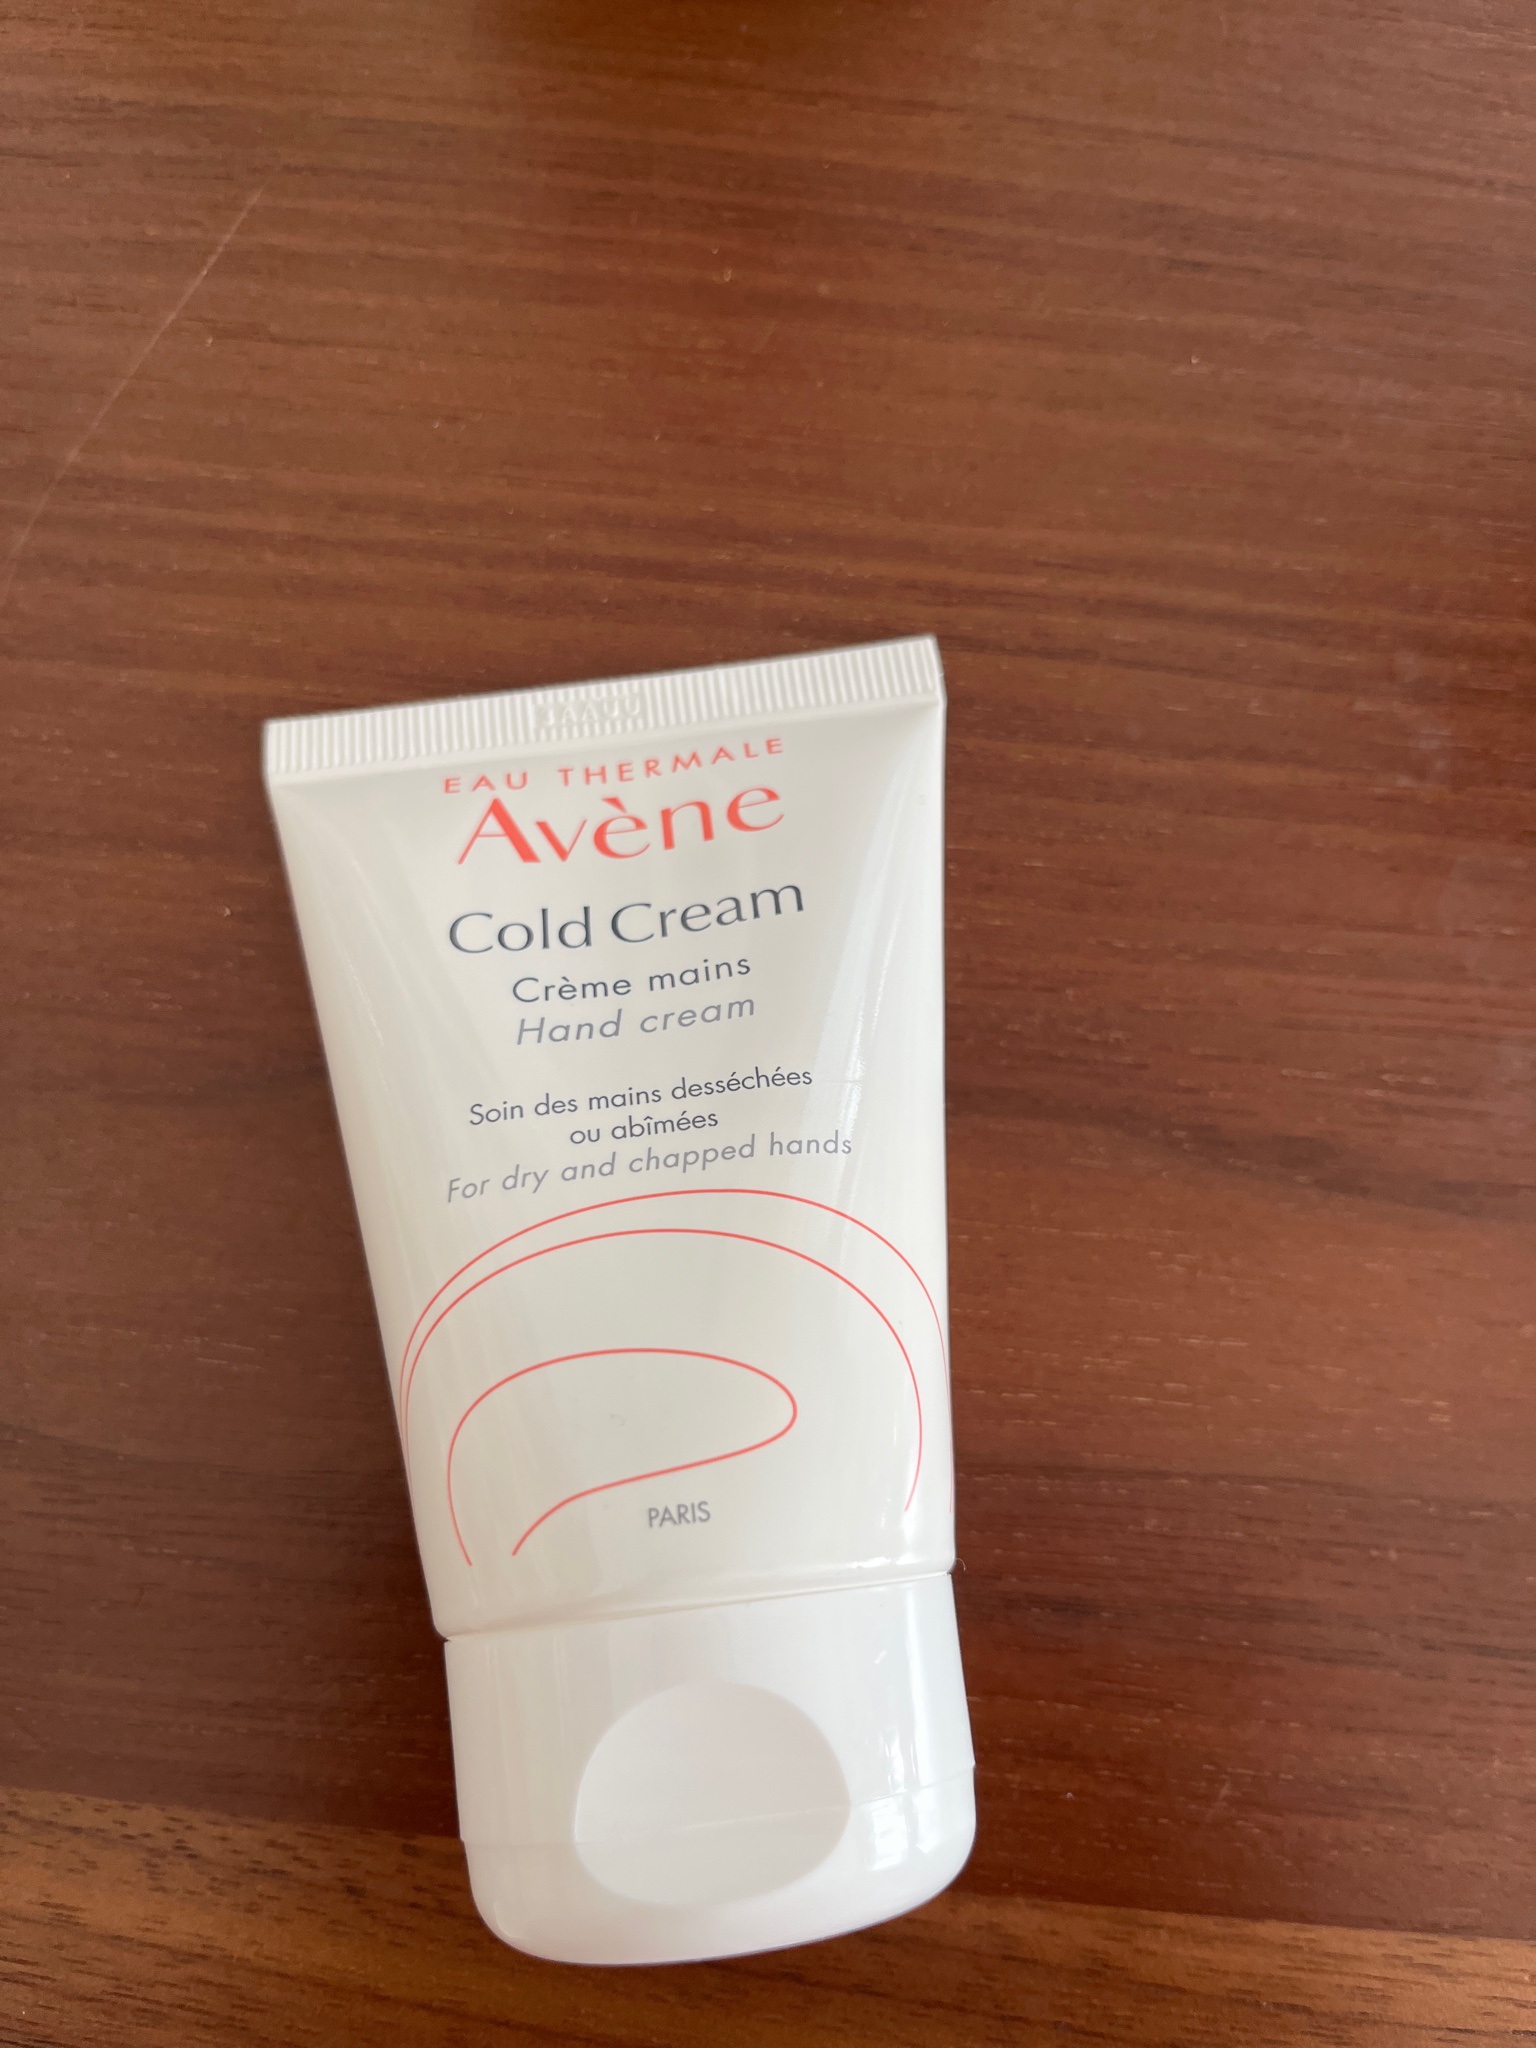 EAU THERMALE
Avène
Cold Cream
Crème mains
Hand cream
Soin des mains desséchées
ou abîmées
For dry and chapped hands
PARIS